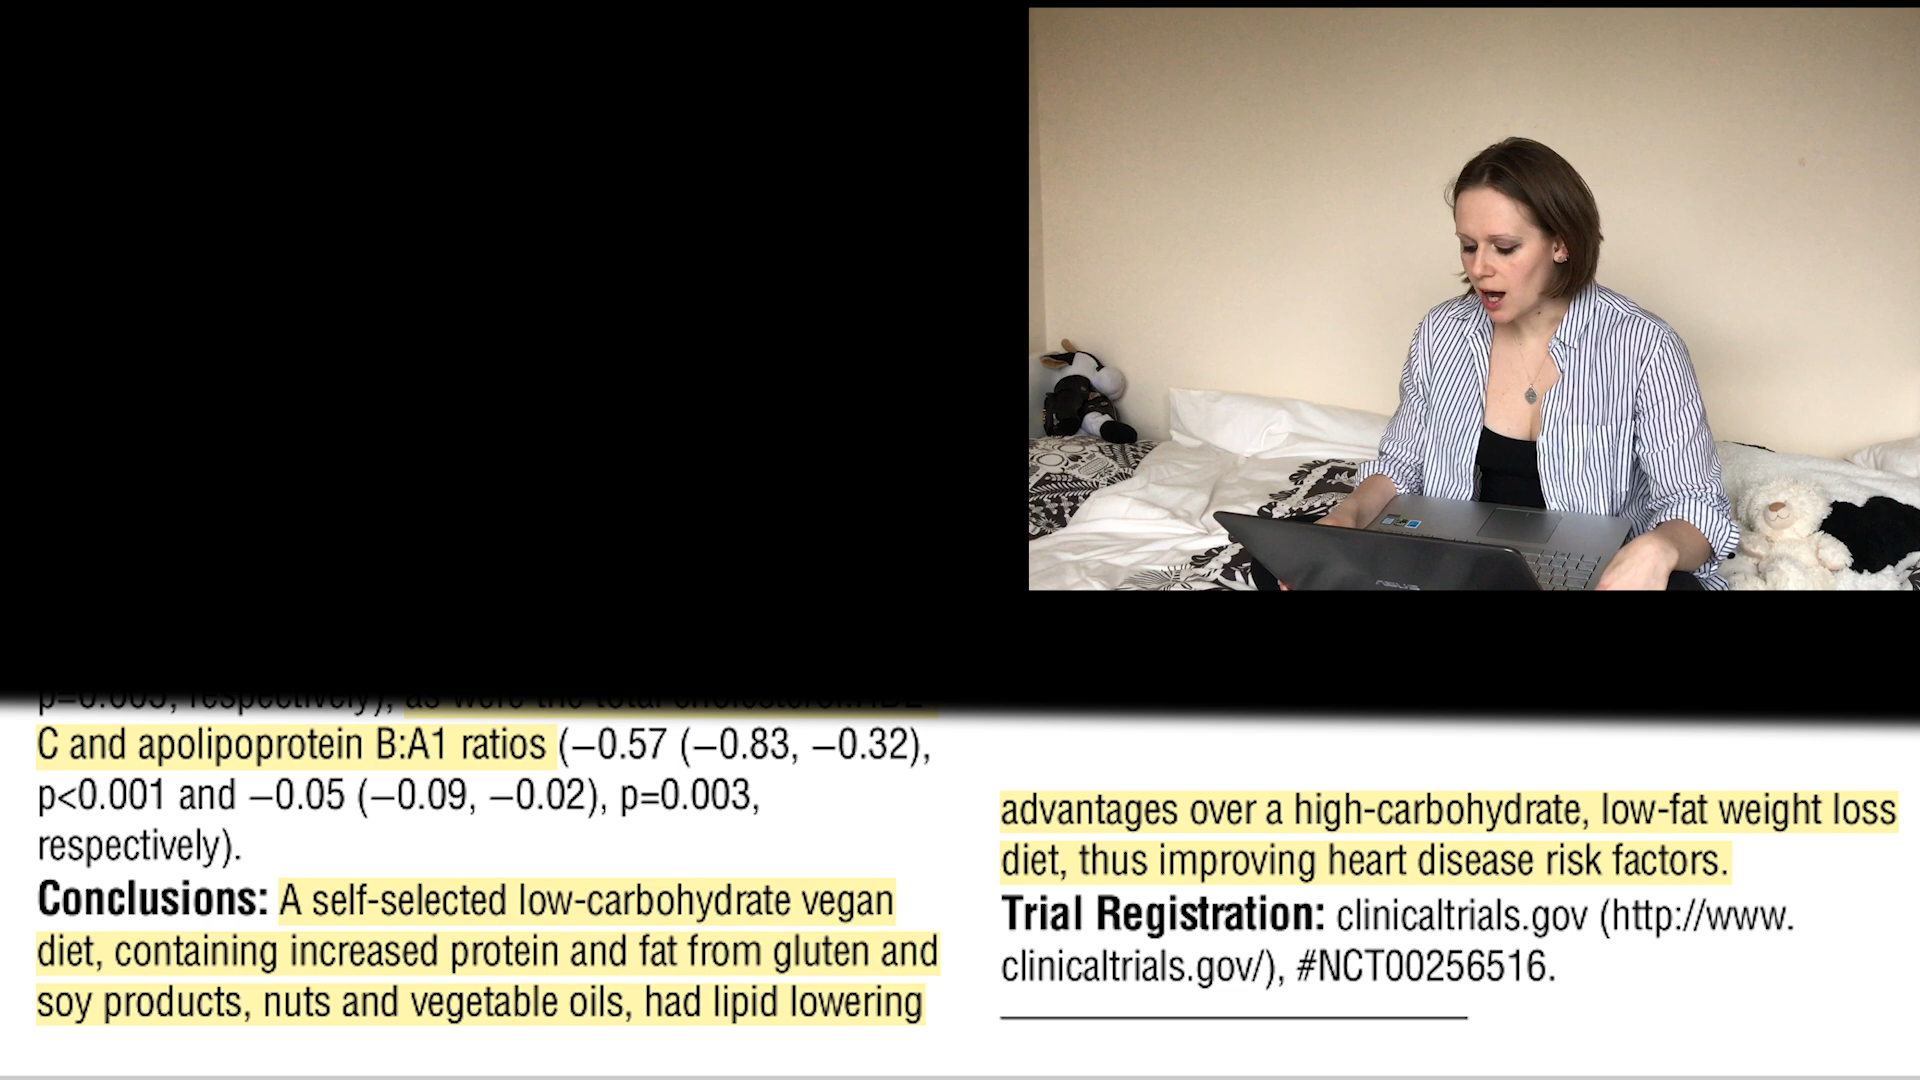 C and apolipoprotein B:A1 ratios (−0.57 (−0.83, −0.32),
p<0.001 and −0.05 (−0.09, −0.02), p=0.003,
respectively).
Conclusions: A self-selected low-carbohydrate vegan
diet, containing increased protein and fat from gluten and
soy products, nuts and vegetable oils, had lipid lowering
advantages over a high-carbohydrate, low-fat weight loss
diet, thus improving heart disease risk factors.
Trial Registration: clinicaltrials.gov (http://www.
clinicaltrials.gov/), #NCT00256516.